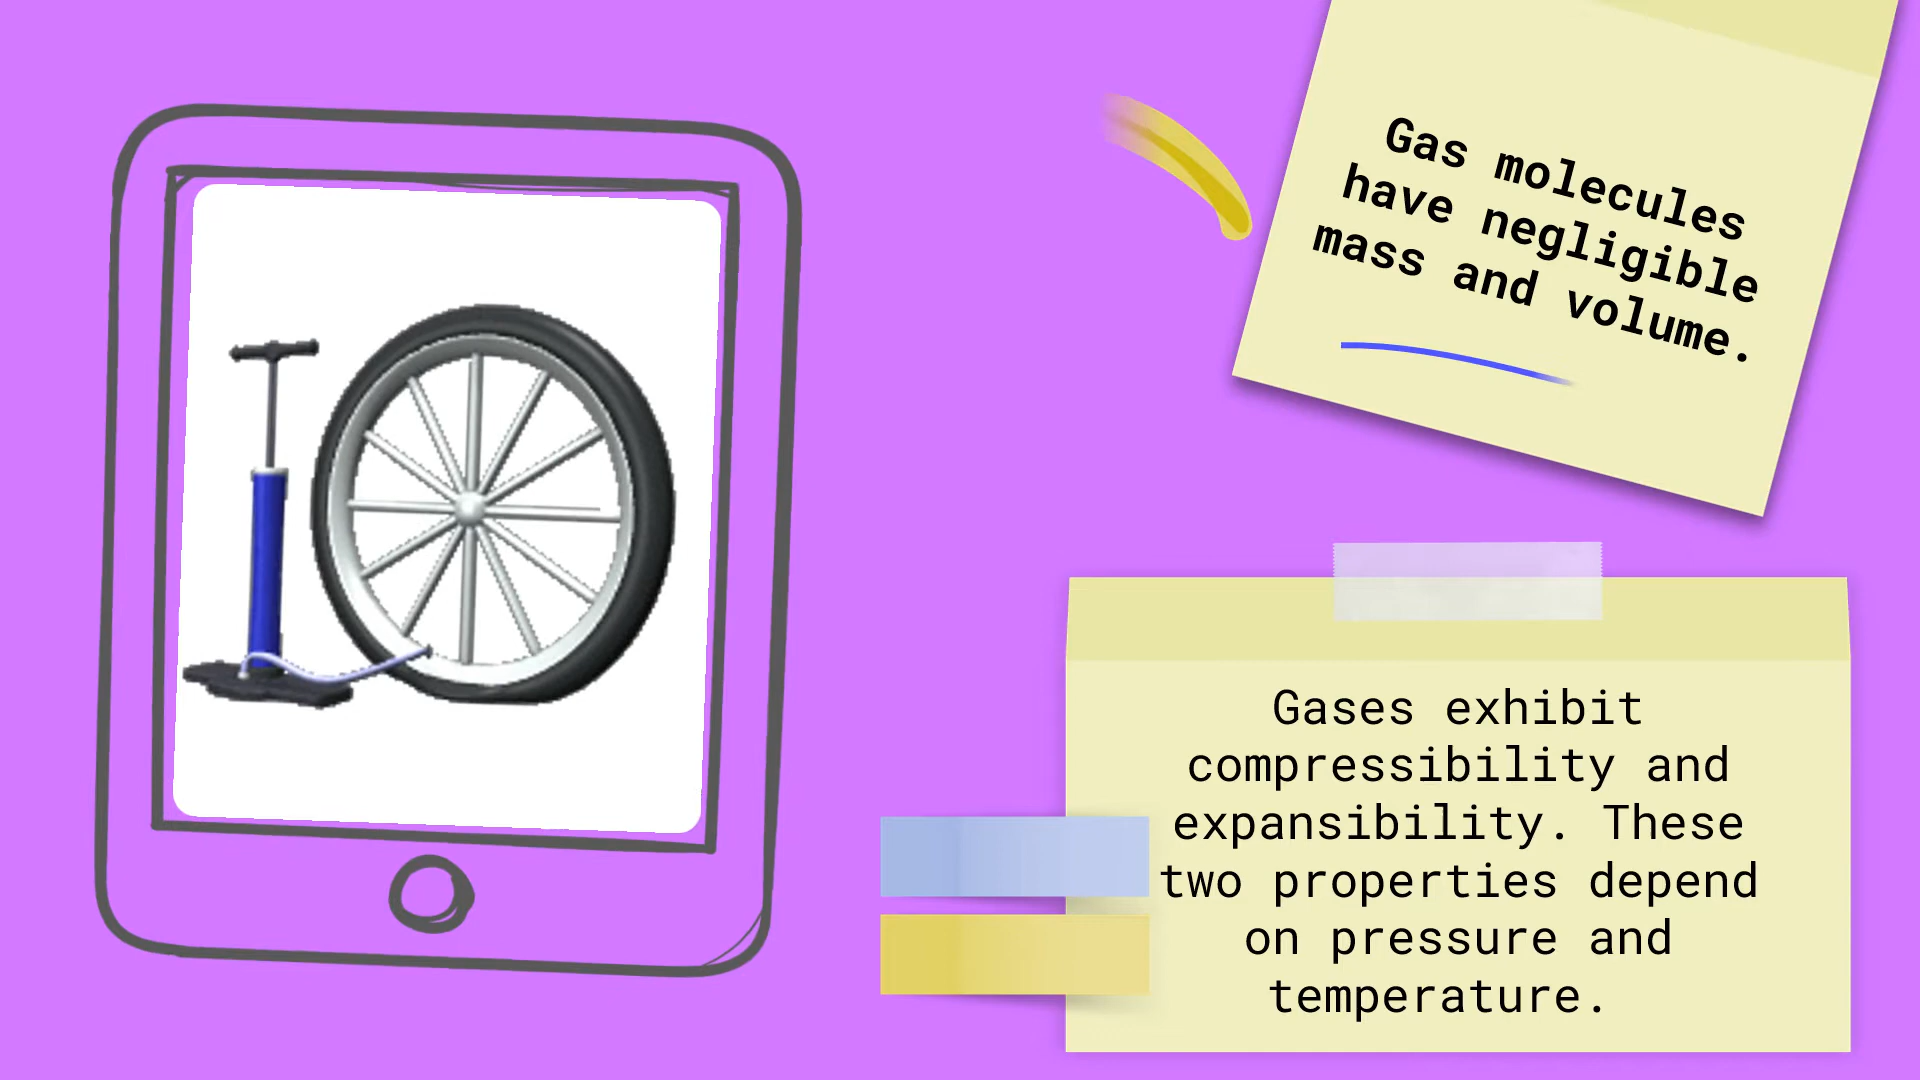 Gas molecules
have negligible
mass and volume.
Gases exhibit
compressibility and
expansibility. These
two properties depend
on pressure and
temperature.